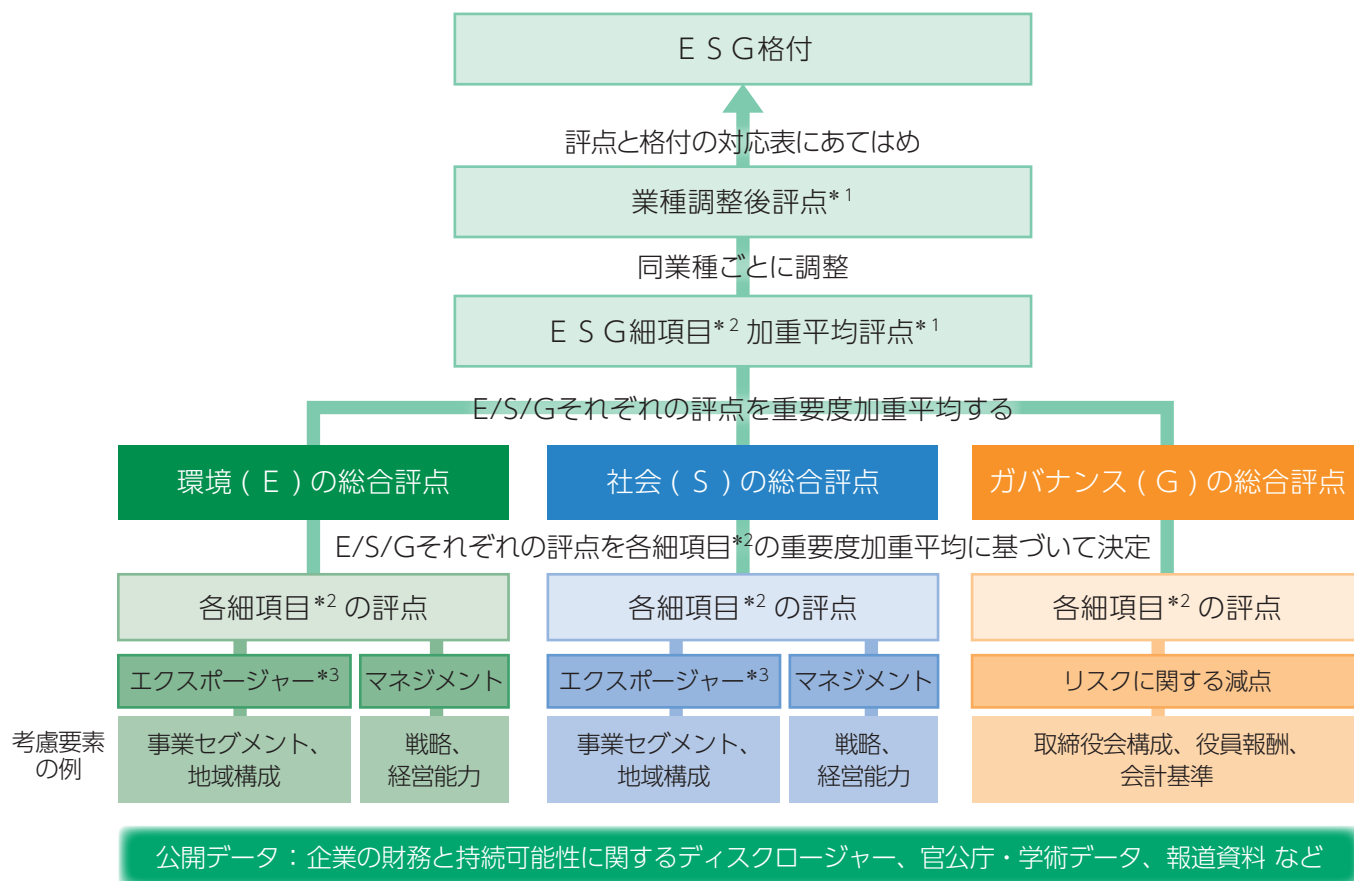 ESG格付
評点と格付の対応表にあてはめ
業種調整後評点*1
同業種ごとに調整
ESG細項目*2 加重平均評点*1
E/S/Gそれぞれの評点を重要度加重平均する
環境(E)の総合評点
社会(S)の総合評点
ガバナンス(G)の総合評点
E/S/Gそれぞれの評点を各細項目*2の重要度加重平均に基づいて決定
各細項目*2 の評点
各細項目*2 の評点
各細項目*2 の評点
エクスポージャー*3
マネジメント
エクスポージャー*3
マネジメント
リスクに関する減点
考慮要素
の例
事業セグメント、
地域構成
戦略、
経営能力
事業セグメント、
地域構成
戦略、
経営能力
取締役会構成、役員報酬、
会計基準
公開データ：企業の財務と持続可能性に関するディスクロージャー、官公庁・学術データ、報道資料 など